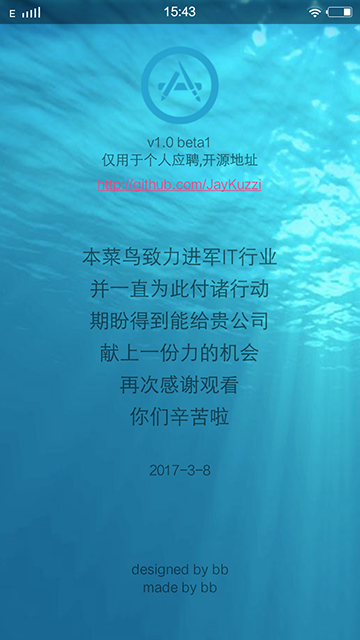 E
15:43
v1.0 beta1
仅用于个人应聘,开源地址
http://github.com/JayKuzzi
本菜鸟致力进军IT行业
并一直为此付诸行动
期盼得到能给贵公司
献上一份力的机会
再次感谢观看
你们辛苦啦
2017-3-8
designed by bb
made by bb